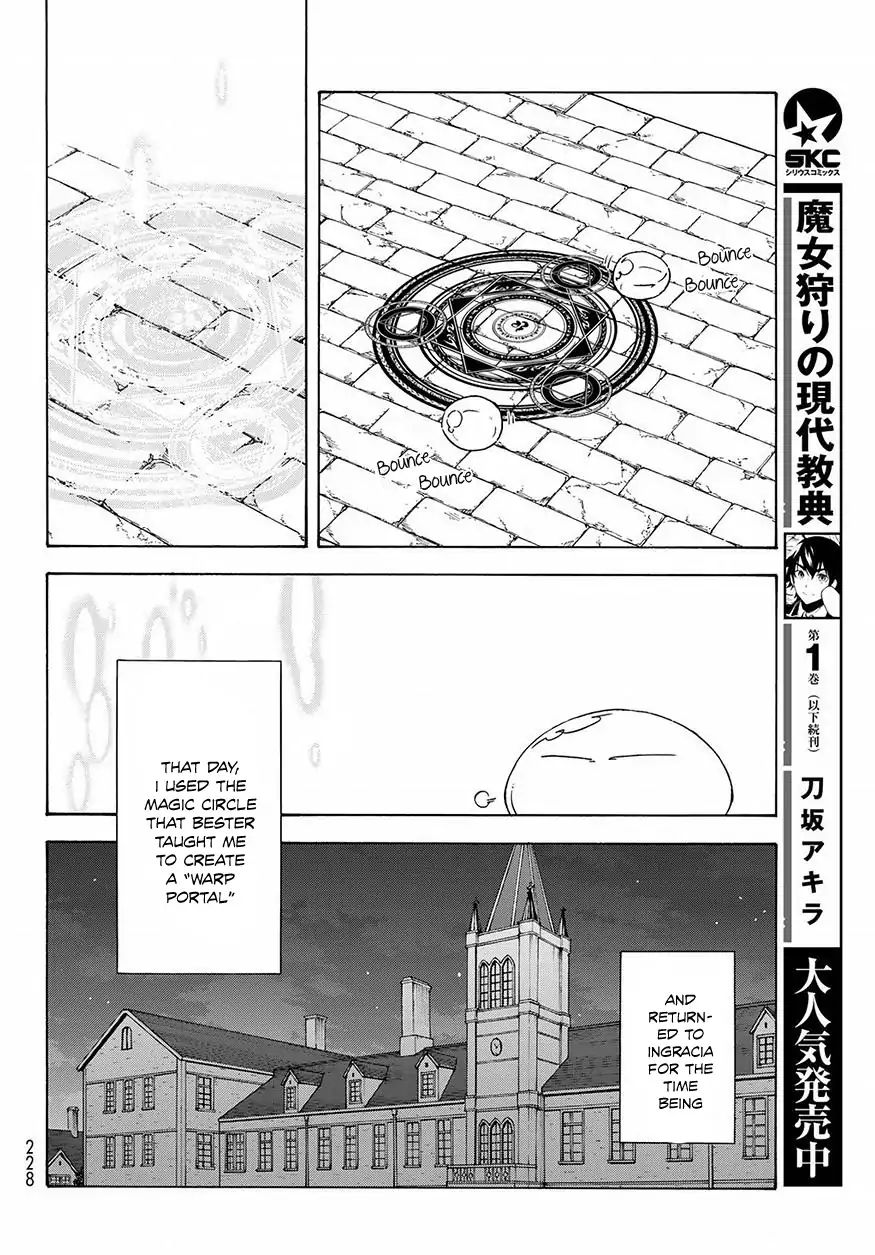 Bounce
Bounce
Bounce
Bounce
THAT DAY,
I USED THE
MAGIC CIRCLE
THAT BESTER
TAUGHT ME
TO CREATE
A "WARP
PORTAL"
AND
RETURN-
ED TO
INGRACIA
FOR THE
TIME
BEING
SKC
シリウスコミックス
魔女狩りの現代教典
第1巻(以下続刊)
刀坂アキラ
大人気発売中
228